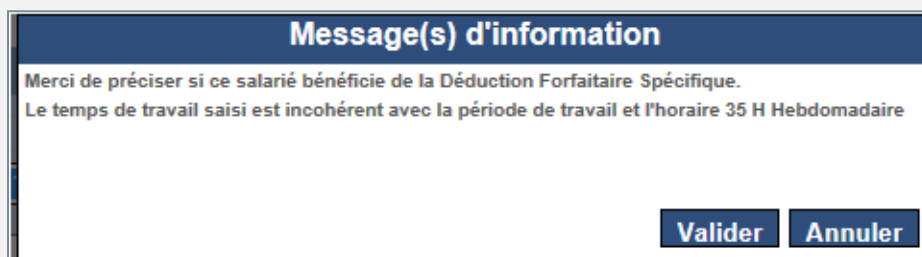 Message(s) d'information
Merci de préciser si ce salarié bénéficie de la Déduction Forfaitaire Spécifique.
Le temps de travail saisi est incohérent avec la période de travail et l'horaire 35 H Hebdomadaire
Valider Annuler